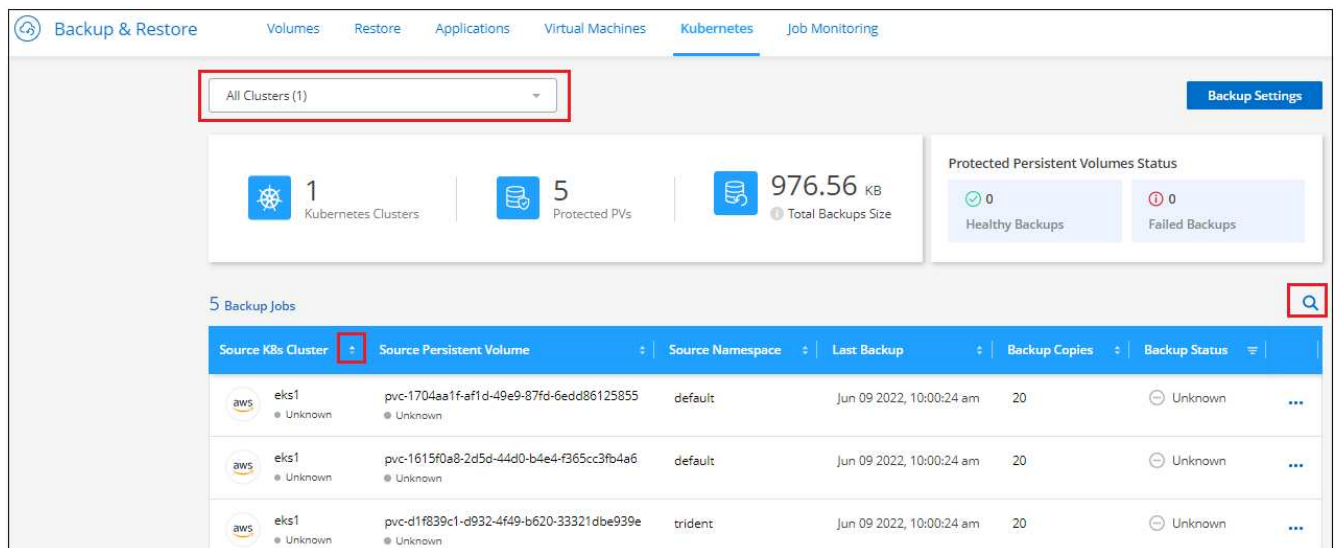 Backup & Restore Volumes Restore Applications Virtual Machines Kubernetes Job Monitoring
All Clusters (1)
Backup Settings
1
Kubernetes Clusters
5
Protected PVs
976.56 KB
Total Backups Size
Protected Persistent Volumes Status
0
Healthy Backups
0
Failed Backups
5 Backup Jobs
Source K8s Cluster Source Persistent Volume Source Namespace Last Backup Backup Copies Backup Status
aws eks1 pvc-1704aa1f-af1d-49e9-87fd-6edd86125855 default Jun 09 2022, 10:00:24 am 20 Unknown
Unknown Unknown
aws eks1 pvc-1615f0a8-2d5d-44d0-b4e4-f365cc3fb4a6 default Jun 09 2022, 10:00:24 am 20 Unknown
Unknown Unknown
aws eks1 pvc-d1f839c1-d932-4f49-b620-33321dbe939e trident Jun 09 2022, 10:00:24 am 20 Unknown
Unknown Unknown